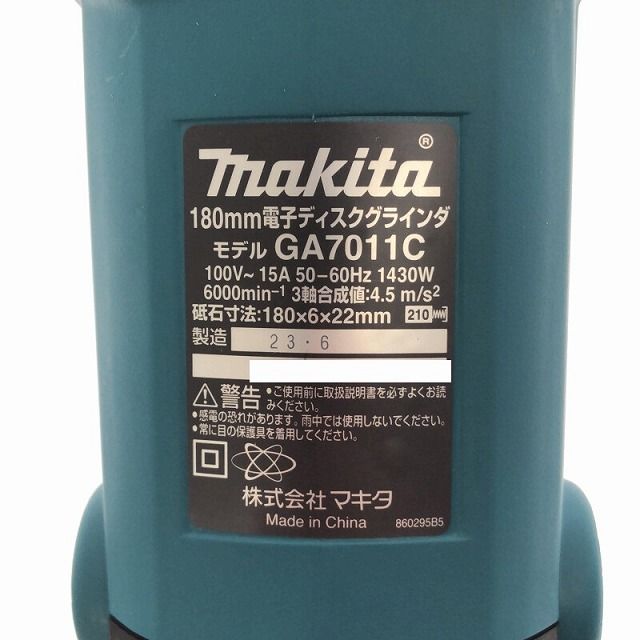 makita®
180mm電子ディスクグラインダ
モデル GA7011C
100V～ 15A 50−60Hz 1430W
6000min⁻¹ 3軸合成値:4.5 m/s²
砥石寸法:180×6×22mm 210
製造 23・6
警告 •ご使用前に取扱説明書を必ずよくお読みください。
•感電の恐れがあります。雨中では使用しないでください。
•常に目の保護具を着用してください。
株式会社 マキタ
Made in China 860295B5